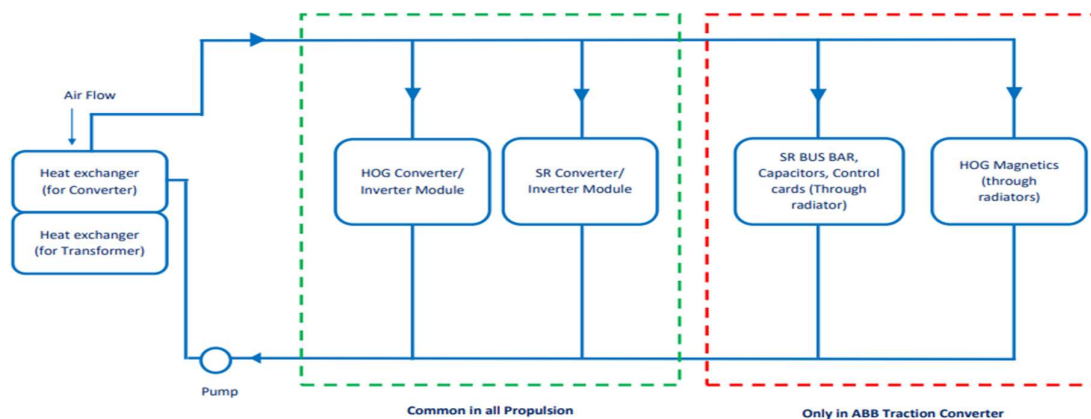 Air Flow
Heat exchanger
(for Converter)
Heat exchanger
(for Transformer)
Pump
HOG Converter/
Inverter Module
SR Converter/
Inverter Module
SR BUS BAR,
Capacitors, Control
cards (Through
radiator)
HOG Magnetics
(through
radiators)
Common in all Propulsion
Only in ABB Traction Converter